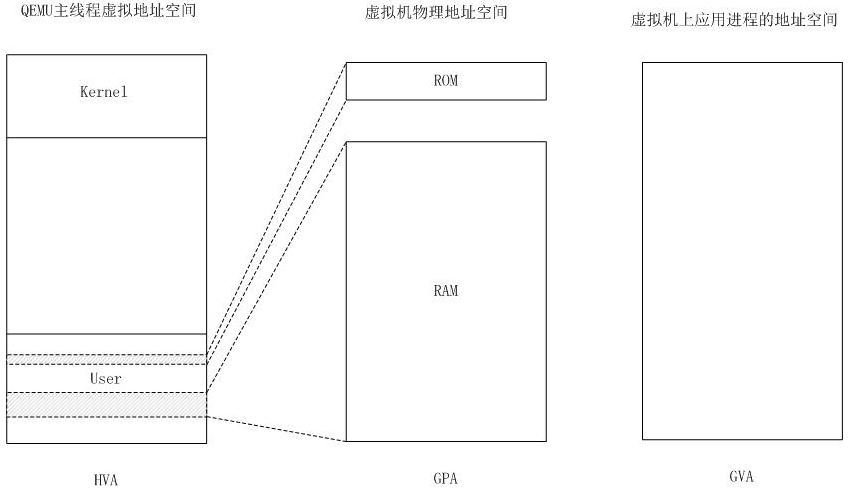 QEMU主线程虚拟地址空间
虚拟机物理地址空间
虚拟机上应用进程的地址空间
Kernel
ROM
RAM
User
HVA
GPA
GVA